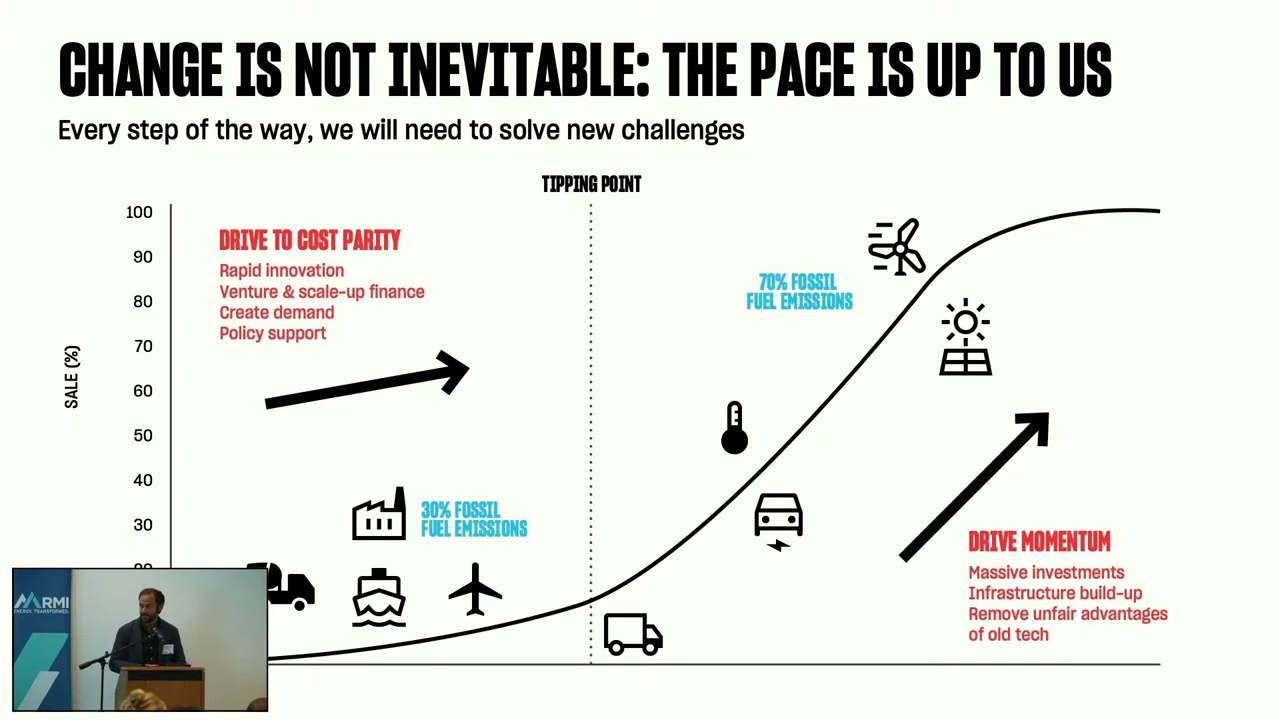 CHANGE IS NOT INEVITABLE: THE PACE IS UP TO US
Every step of the way, we will need to solve new challenges
TIPPING POINT
100
90
80
70
60
50
40
30
SALE (%)
DRIVE TO COST PARITY
Rapid innovation
Venture & scale-up finance
Create demand
Policy support
70% FOSSIL
FUEL EMISSIONS
30% FOSSIL
FUEL EMISSIONS
DRIVE MOMENTUM
Massive investments
Infrastructure build-up
Remove unfair advantages
of old tech
RMI
ENERGY. TRANSFORMED.